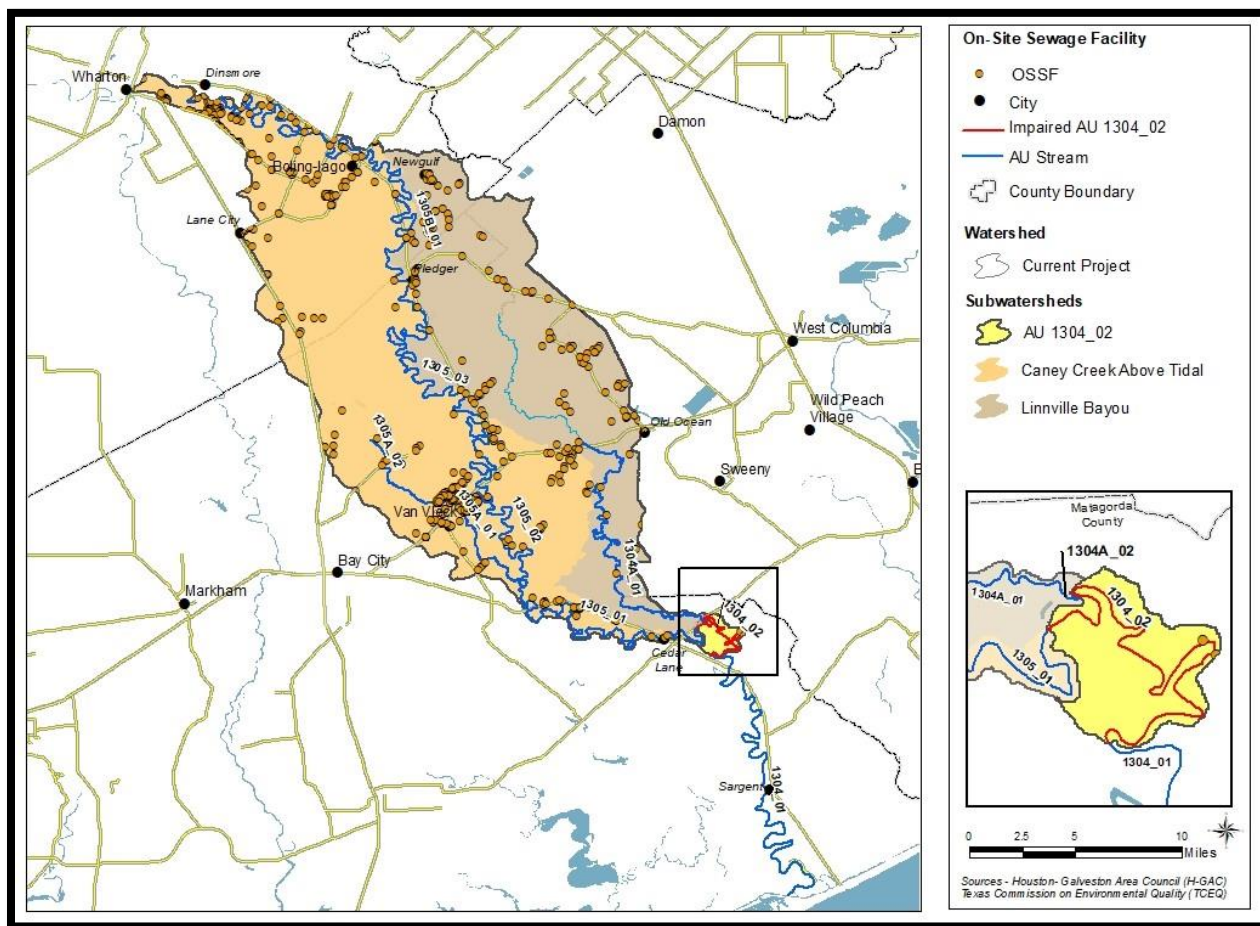 Wharton
Dinsmore
Damon
Boling-Iago
Newgulf
1305B_01
Lane City
Pledger
West Columbia
1305_03
Wild Peach
Village
Old Ocean
1305A_02
Sweeny
Van Vleck
1305A_01
1305_02
Bay City
1304A_01
Markham
1305_01
1304_02
Cedar
Lane
Sargent
1304_01
On-Site Sewage Facility
OSSF
City
Impaired AU 1304_02
AU Stream
County Boundary
Watershed
Current Project
Subwatersheds
AU 1304_02
Caney Creek Above Tidal
Linnville Bayou
Matagorda
County
1304A_02
1304A_01
1304_02
1305_01
1304_01
0 2.5 5 10
Miles
Sources - Houston- Galveston Area Council (H-GAC)
Texas Commission on Environmental Quality (TCEQ)